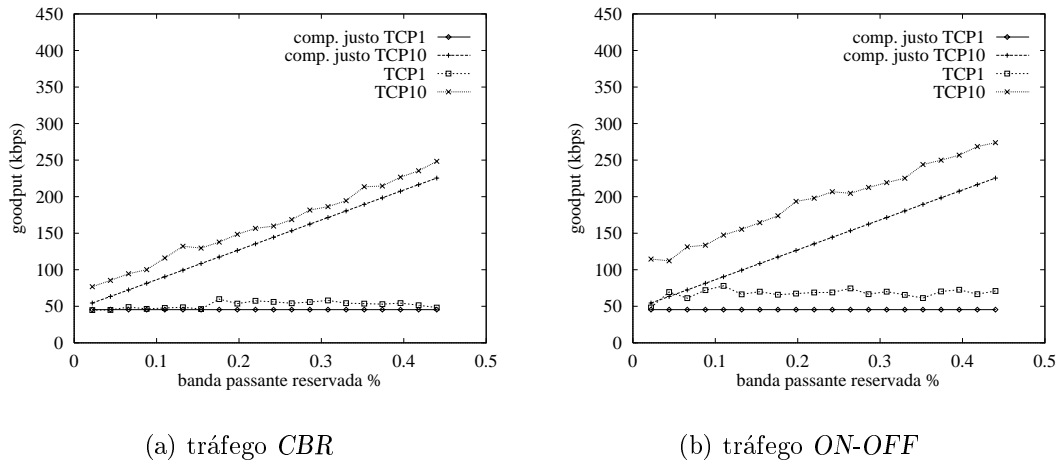 450
400
350
300
250
200
150
100
50
0
goodput (kbps)
comp. justo TCP1
comp. justo TCP10
TCP1
TCP10
0 0.1 0.2 0.3 0.4 0.5
banda passante reservada %
(a) tráfego CBR
450
400
350
300
250
200
150
100
50
0
goodput (kbps)
comp. justo TCP1
comp. justo TCP10
TCP1
TCP10
0 0.1 0.2 0.3 0.4 0.5
banda passante reservada %
(b) tráfego ON-OFF